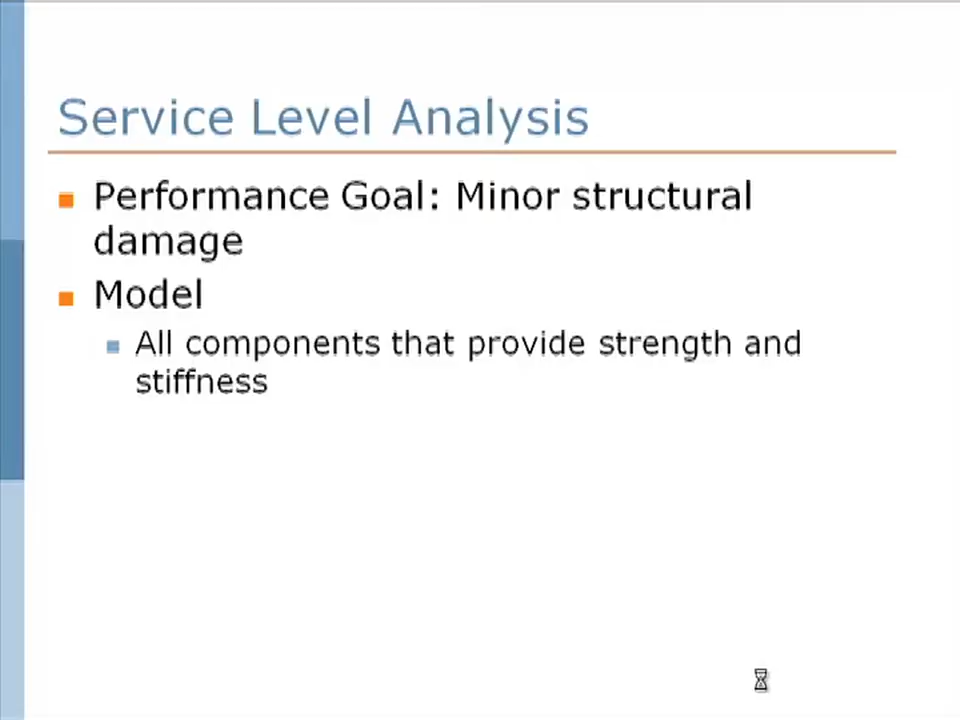 Service Level Analysis
Performance Goal: Minor structural
damage
Model
All components that provide strength and
stiffness